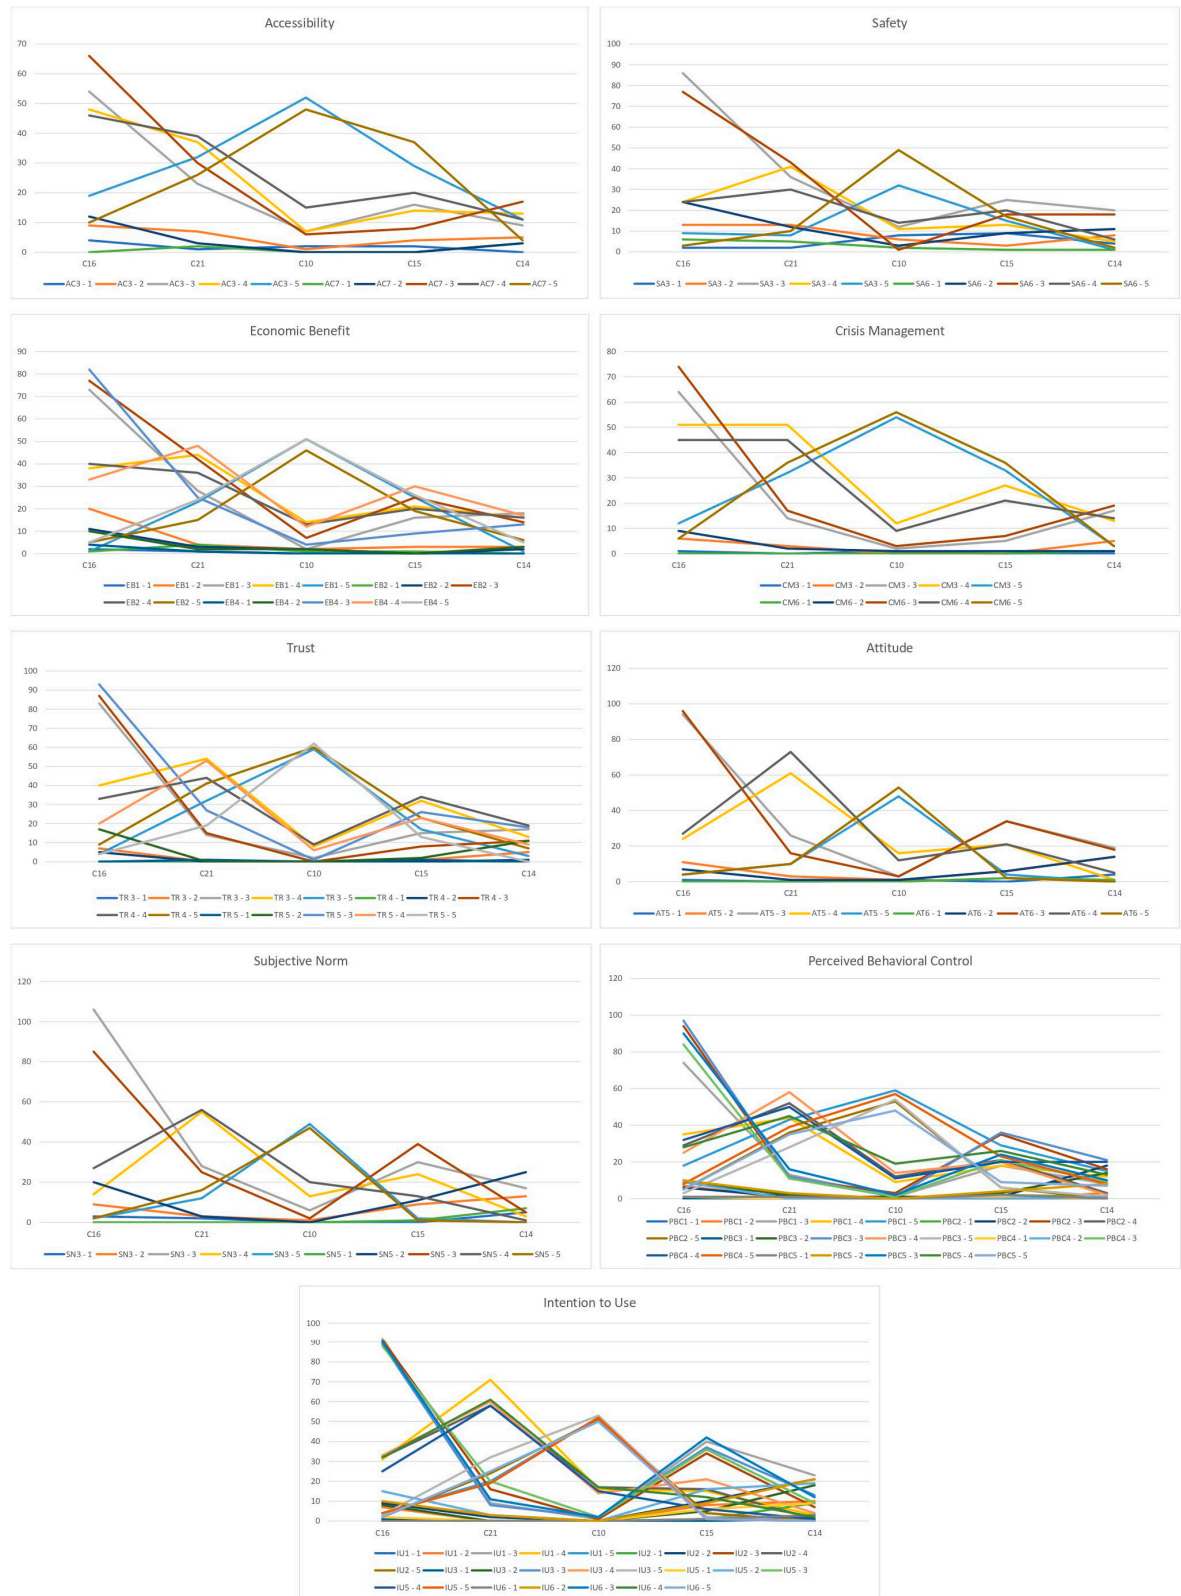 Accessibility
70
60
50
40
30
20
10
0
C16 C21 C10 C15 C14
AC3 - 1 AC3 - 2 AC3 - 3 AC3 - 4 AC3 - 5 AC7 - 1 AC7 - 2 AC7 - 3 AC7 - 4 AC7 - 5
Safety
100
90
80
70
60
50
40
30
20
10
0
C16 C21 C10 C15 C14
SA3 - 1 SA3 - 2 SA3 - 3 SA3 - 4 SA3 - 5 SA6 - 1 SA6 - 2 SA6 - 3 SA6 - 4 SA6 - 5
Economic Benefit
90
80
70
60
50
40
30
20
10
0
C16 C21 C10 C15 C14
EB1 - 1 EB1 - 2 EB1 - 3 EB1 - 4 EB1 - 5 EB2 - 1 EB2 - 2 EB2 - 3
EB2 - 4 EB2 - 5 EB4 - 1 EB4 - 2 EB4 - 3 EB4 - 4 EB4 - 5
Crisis Management
80
70
60
50
40
30
20
10
0
C16 C21 C10 C15 C14
CM3 - 1 CM3 - 2 CM3 - 3 CM3 - 4 CM3 - 5
CM6 - 1 CM6 - 2 CM6 - 3 CM6 - 4 CM6 - 5
Trust
100
90
80
70
60
50
40
30
20
10
0
C16 C21 C10 C15 C14
TR 3 - 1 TR 3 - 2 TR 3 - 3 TR 3 - 4 TR 3 - 5 TR 4 - 1 TR 4 - 2 TR 4 - 3
TR 4 - 4 TR 4 - 5 TR 5 - 1 TR 5 - 2 TR 5 - 3 TR 5 - 4 TR 5 - 5
Attitude
120
100
80
60
40
20
0
C16 C21 C10 C15 C14
AT5 - 1 AT5 - 2 AT5 - 3 AT5 - 4 AT5 - 5 AT6 - 1 AT6 - 2 AT6 - 3 AT6 - 4 AT6 - 5
Subjective Norm
120
100
80
60
40
20
0
C16 C21 C10 C15 C14
SN3 - 1 SN3 - 2 SN3 - 3 SN3 - 4 SN3 - 5 SN5 - 1 SN5 - 2 SN5 - 3 SN5 - 4 SN5 - 5
Perceived Behavioral Control
120
100
80
60
40
20
0
C16 C21 C10 C15 C14
PBC1 - 1 PBC1 - 2 PBC1 - 3 PBC1 - 4 PBC1 - 5 PBC2 - 1 PBC2 - 2 PBC2 - 3 PBC2 - 4
PBC2 - 5 PBC3 - 1 PBC3 - 2 PBC3 - 3 PBC3 - 4 PBC3 - 5 PBC4 - 1 PBC4 - 2 PBC4 - 3
PBC4 - 4 PBC4 - 5 PBC5 - 1 PBC5 - 2 PBC5 - 3 PBC5 - 4 PBC5 - 5
Intention to Use
100
90
80
70
60
50
40
30
20
10
0
C16 C21 C10 C15 C14
IU1 - 1 IU1 - 2 IU1 - 3 IU1 - 4 IU1 - 5 IU2 - 1 IU2 - 2 IU2 - 3 IU2 - 4
IU2 - 5 IU3 - 1 IU3 - 2 IU3 - 3 IU3 - 4 IU3 - 5 IU5 - 1 IU5 - 2 IU5 - 3
IU5 - 4 IU5 - 5 IU6 - 1 IU6 - 2 IU6 - 3 IU6 - 4 IU6 - 5